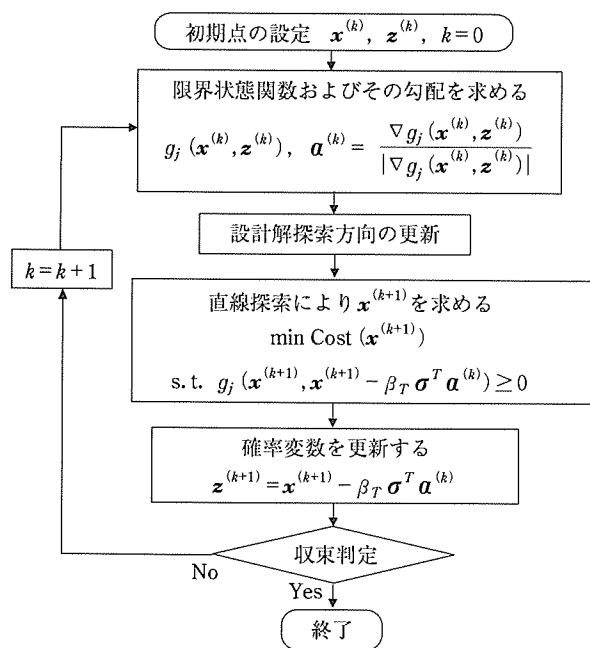 初期点の設定 x^(k), z^(k), k=0
限界状態関数およびその勾配を求める
g_j (x^(k), z^(k)), α^(k) = ∇g_j (x^(k), z^(k)) / |∇g_j (x^(k), z^(k))|
設計解探索方向の更新
k=k+1
直線探索により x^(k+1) を求める
min Cost (x^(k+1))
s.t. g_j (x^(k+1), x^(k+1) − β_T σ^T α^(k)) ≥ 0
確率変数を更新する
z^(k+1) = x^(k+1) − β_T σ^T α^(k)
収束判定
No
Yes
終了